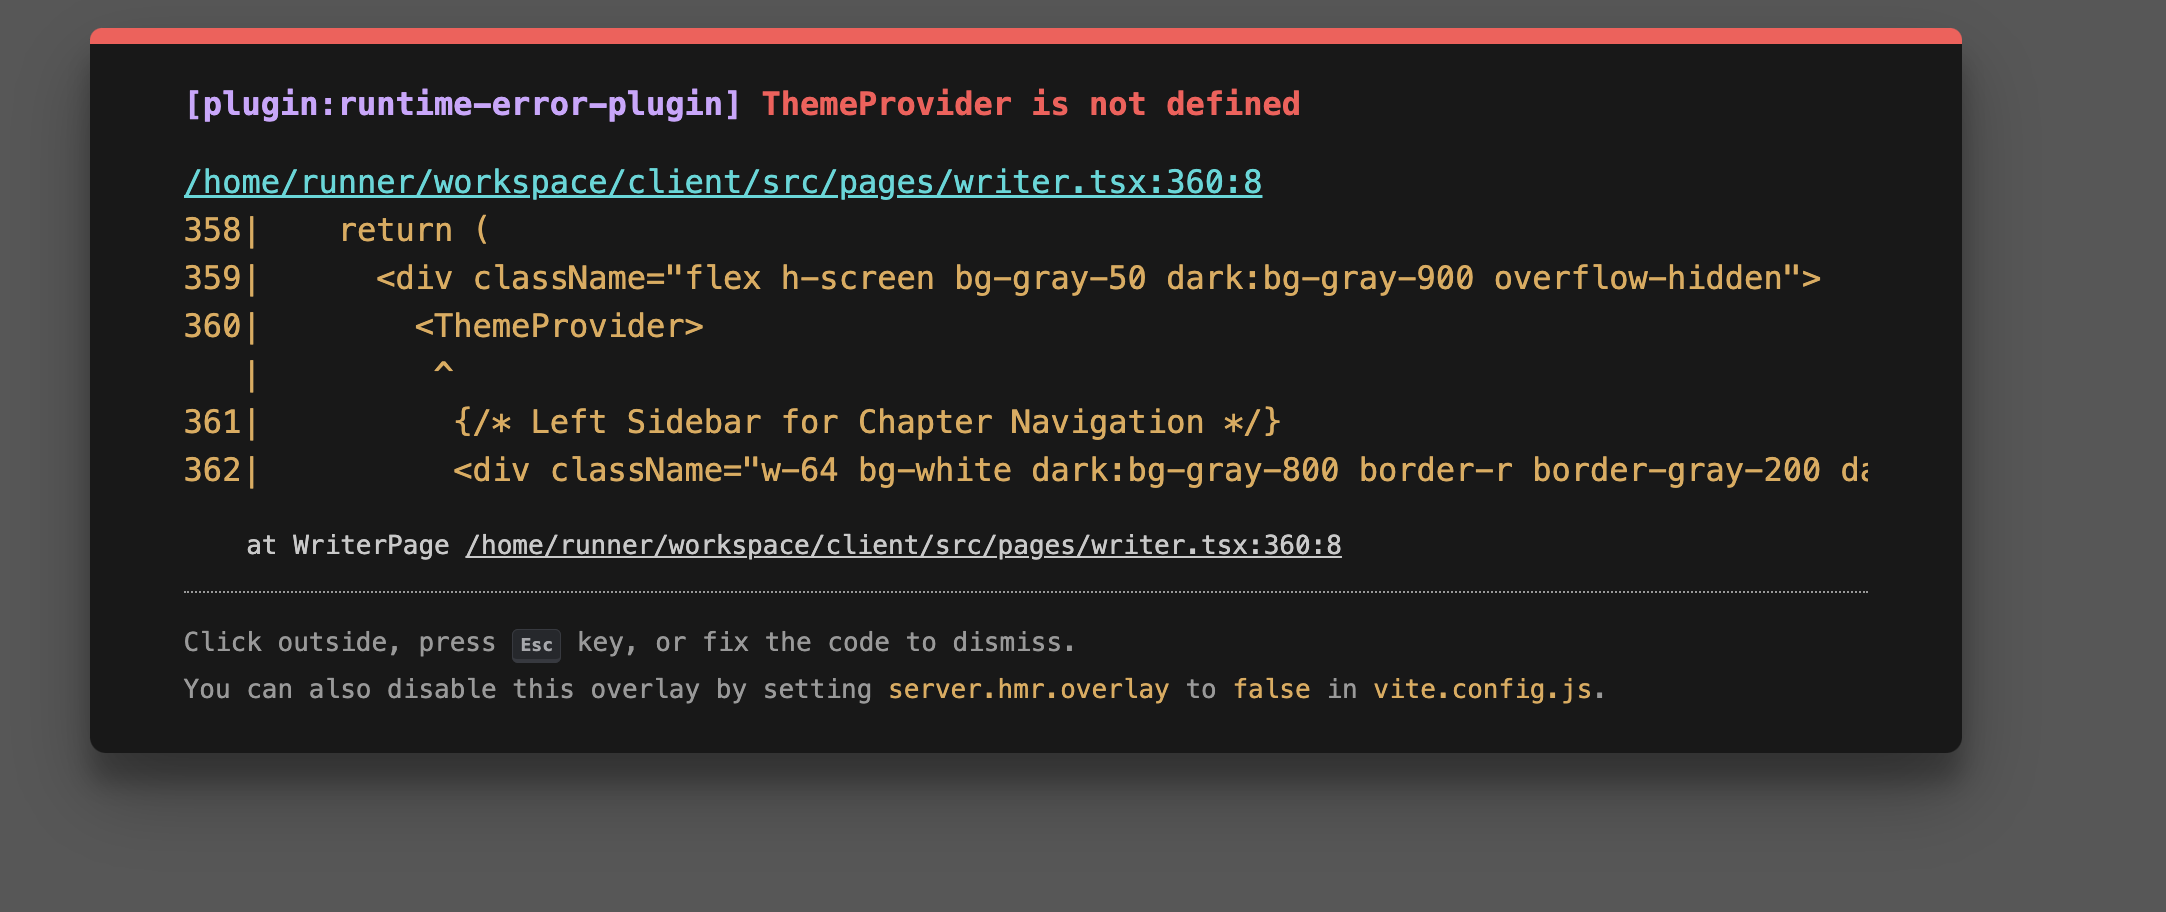 [plugin:runtime-error-plugin] ThemeProvider is not defined
/home/runner/workspace/client/src/pages/writer.tsx:360:8
358|    return (
359|      <div className="flex h-screen bg-gray-50 dark:bg-gray-900 overflow-hidden">
360|        <ThemeProvider>
   |         ^
361|          {/* Left Sidebar for Chapter Navigation */}
362|          <div className="w-64 bg-white dark:bg-gray-800 border-r border-gray-200 da
at WriterPage /home/runner/workspace/client/src/pages/writer.tsx:360:8
Click outside, press Esc key, or fix the code to dismiss.
You can also disable this overlay by setting server.hmr.overlay to false in vite.config.js.